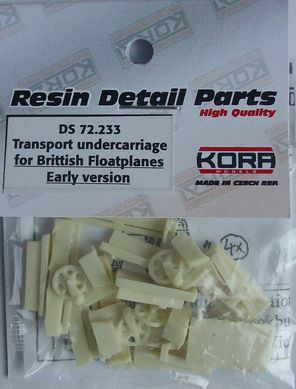 Resin Detail Parts
High Quality
DS 72.233
Transport undercarriage
for Brittish Floatplanes
Early version
KORA
MODELS
MADE IN CZECH REP.
4x